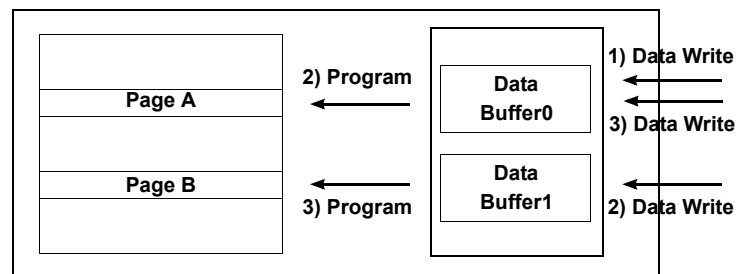 1) Data Write
2) Program
Data
Buffer0
Page A
3) Data Write
Data
Buffer1
Page B
3) Program
2) Data Write